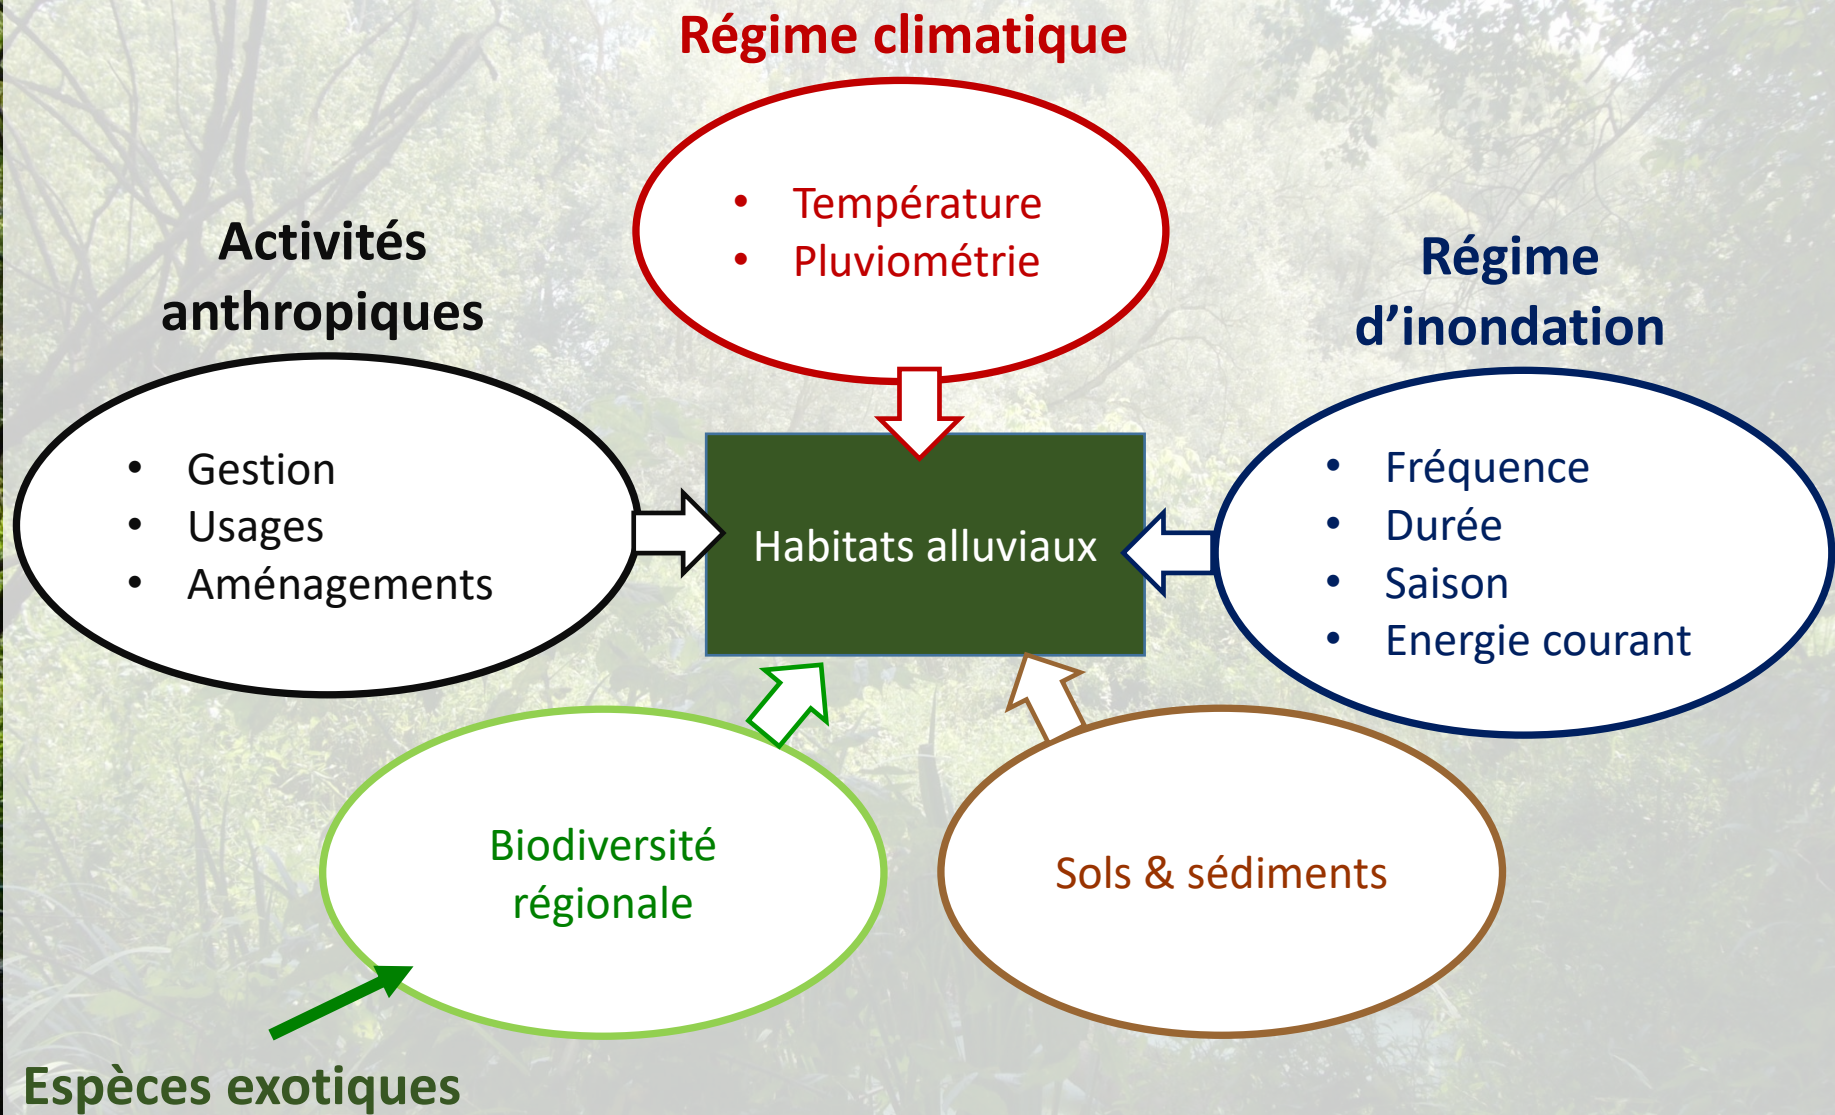 Régime climatique
• Température
• Pluviométrie
Activités
anthropiques
• Gestion
• Usages
• Aménagements
Régime
d’inondation
• Fréquence
• Durée
• Saison
• Energie courant
Habitats alluviaux
Biodiversité
régionale
Sols & sédiments
Espèces exotiques